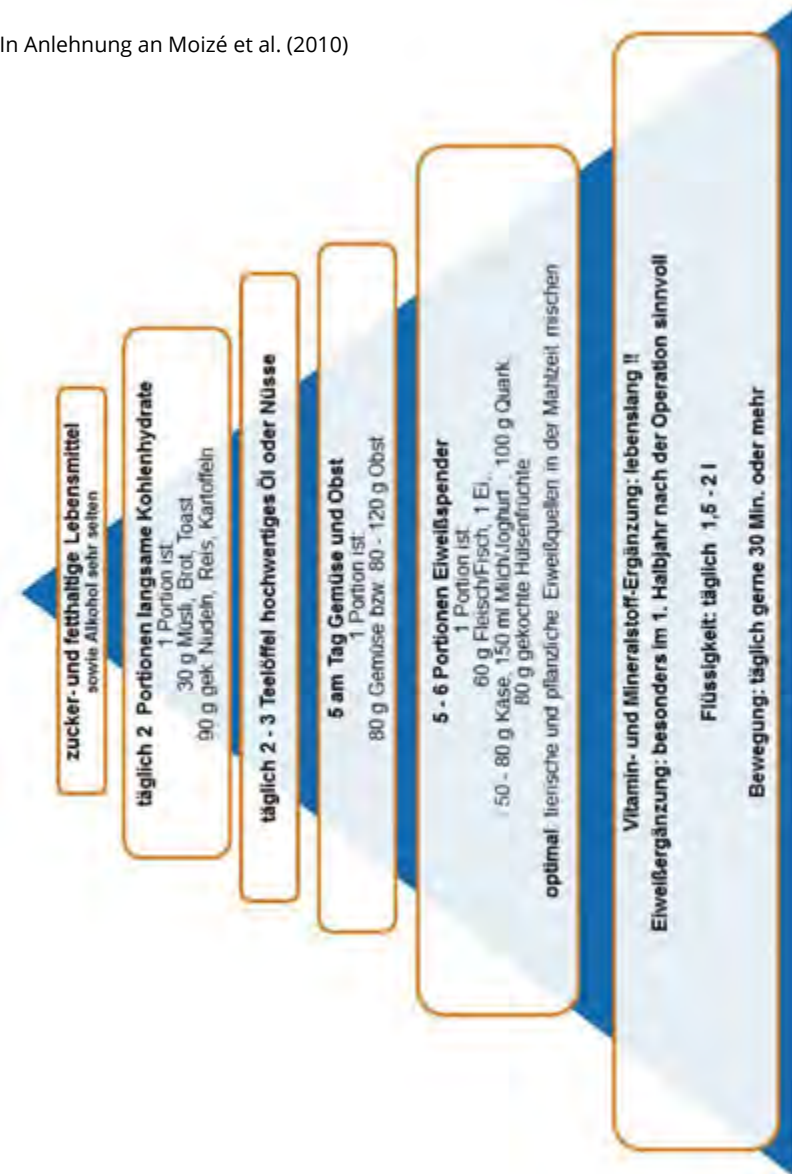 In Anlehnung an Moizé et al. (2010)
zucker- und fetthaltige Lebensmittel
sowie Alkohol sehr selten
täglich 2 Portionen langsame Kohlenhydrate
1 Portion ist
30 g Müsli, Brot, Toast
90 g gek. Nudeln, Reis, Kartoffeln
täglich 2 - 3 Teelöffel hochwertiges Öl oder Nüsse
5 am Tag Gemüse und Obst
1 Portion ist:
80 g Gemüse bzw. 80 - 120 g Obst
5 - 6 Portionen Eiweißspender
1 Portion ist
60 g Fleisch/Fisch, 1 Ei,
50 - 80 g Käse, 150 ml Milch/Joghurt, 100 g Quark
80 g gekochte Hülsenfrüchte
optimal: tierische und pflanzliche Eiweißquellen in der Mahlzeit mischen
Vitamin- und Mineralstoff-Ergänzung: lebenslang !!
Eiweißergänzung: besonders im 1. Halbjahr nach der Operation sinnvoll
Flüssigkeit: täglich 1,5 - 2 l
Bewegung: täglich gerne 30 Min. oder mehr